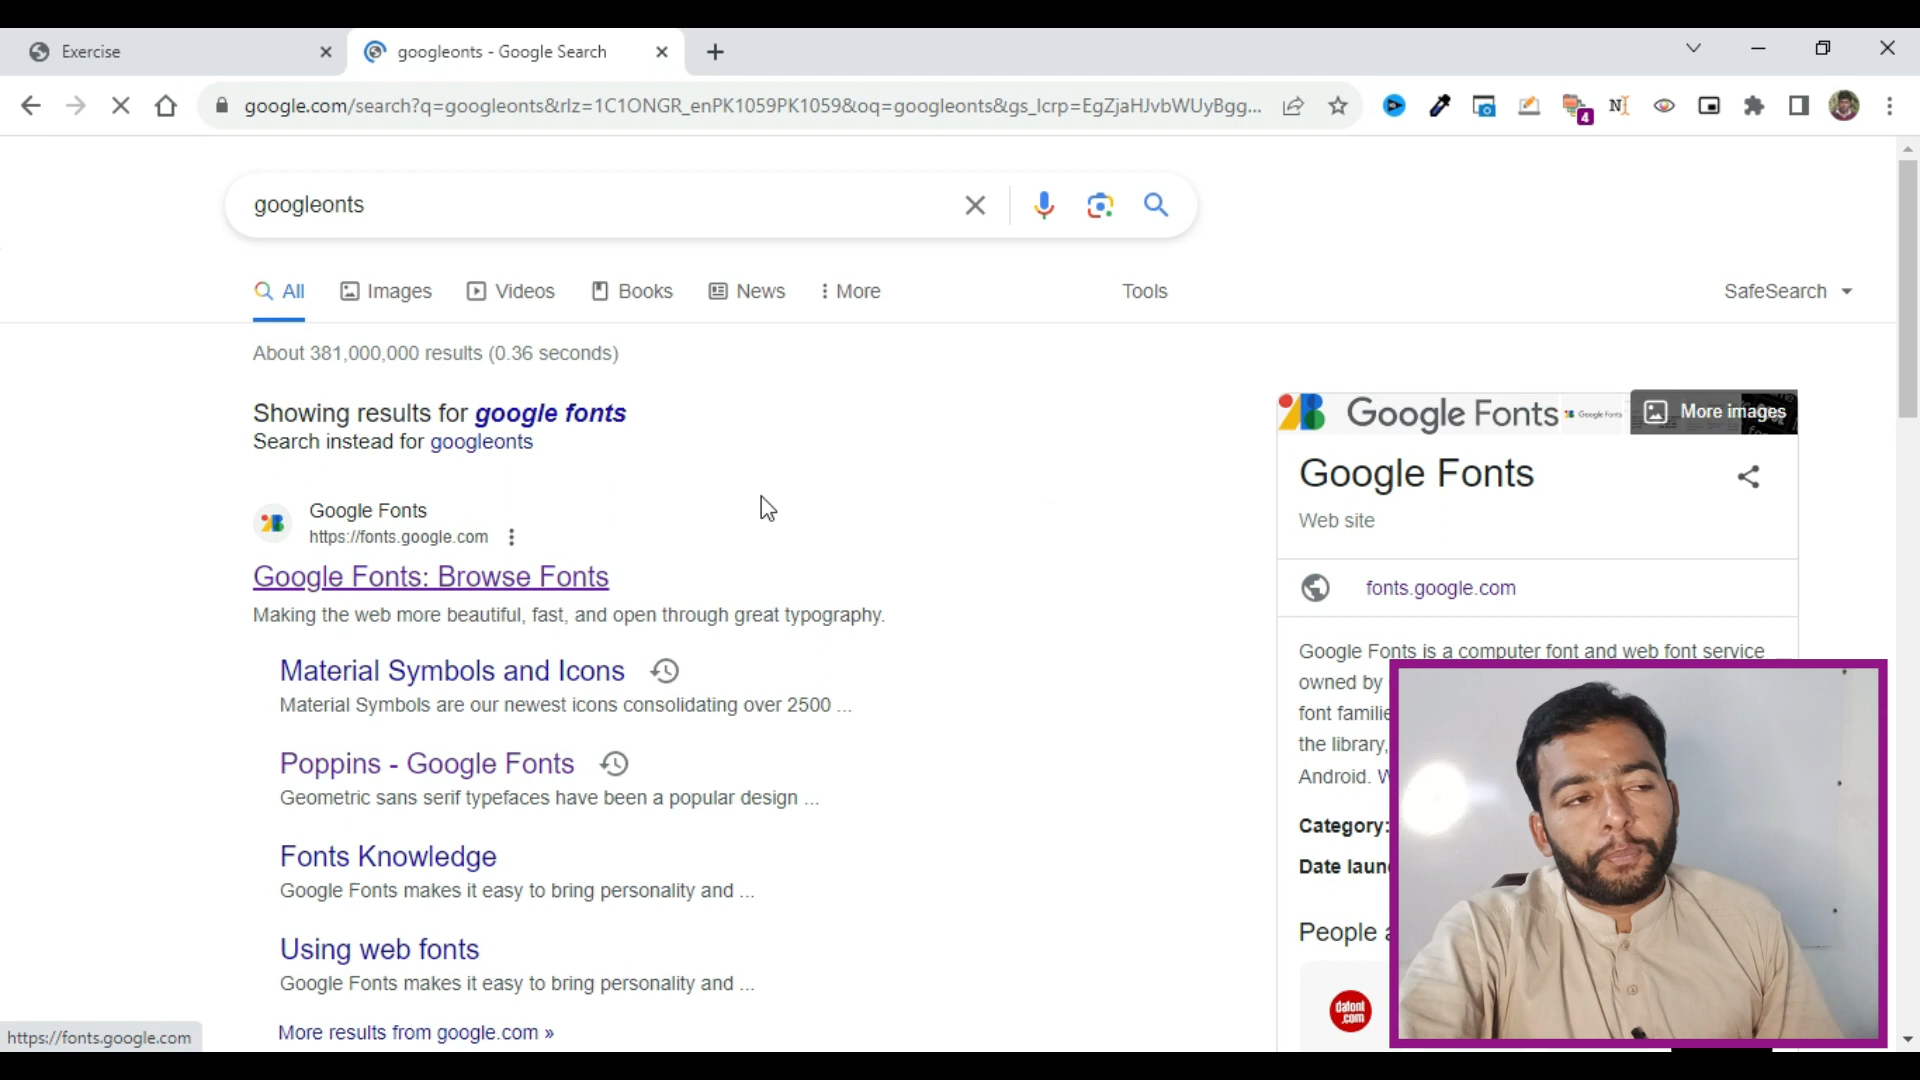 Exercise
googleonts - Google Search
google.com/search?q=googleonts&rlz=1C1ONGR_enPK1059PK1059&oq=googleonts&gs_lcrp=EgZjaHJvbWUyBgg...
4
googleonts
All
Images
Videos
Books
News
More
Tools
SafeSearch
About 381,000,000 results (0.36 seconds)
Showing results for google fonts
Search instead for googleonts
Google Fonts
https://fonts.google.com
Google Fonts: Browse Fonts
Making the web more beautiful, fast, and open through great typography.
Material Symbols and Icons
Material Symbols are our newest icons consolidating over 2500 ...
Poppins - Google Fonts
Geometric sans serif typefaces have been a popular design ...
Fonts Knowledge
Google Fonts makes it easy to bring personality and ...
Using web fonts
Google Fonts makes it easy to bring personality and ...
More results from google.com »
Google Fonts
Google Fonts
More images
Google Fonts
Web site
fonts.google.com
Google Fonts is a computer font and web font service
owned by
font familie
the library,
Android. W
Category:
Date laun
People a
dafont
.com
https://fonts.google.com